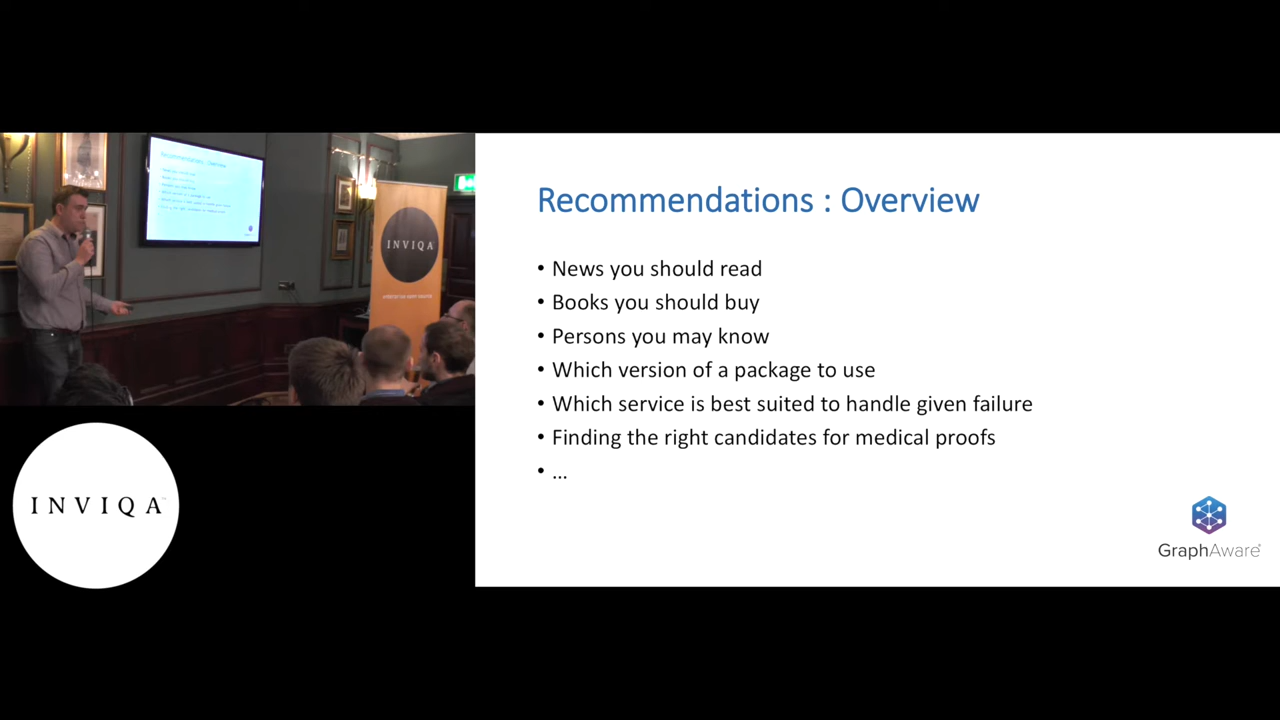 Recommendations : Overview
• News you should read
• Books you should buy
• Persons you may know
• Which version of a package to use
• Which service is best suited to handle given failure
• Finding the right candidates for medical proofs
• ...
GraphAware
INVIQA
INVIQA
Recommendations : Overview